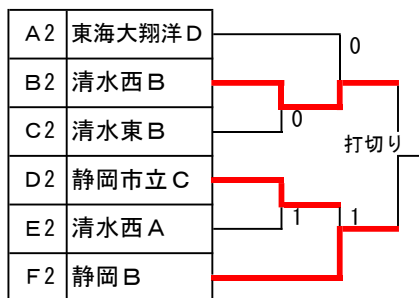 A2 東海大翔洋D
0
B2 清水西B
0
C2 清水東B
打切り
D2 静岡市立C
1 1
E2 清水西A
F2 静岡B